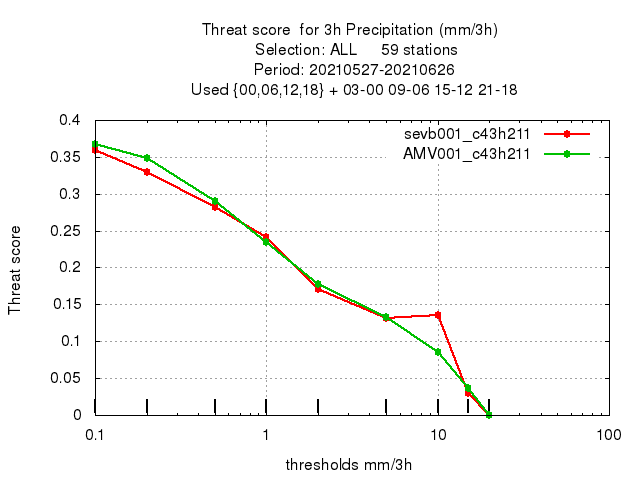 Threat score  for 3h Precipitation (mm/3h)
Selection: ALL     59 stations
Period: 20210527-20210626
Used {00,06,12,18} + 03-00 09-06 15-12 21-18
sevb001_c43h211
AMV001_c43h211
0.4
0.35
0.3
0.25
0.2
0.15
0.1
0.05
0
Threat score
0.1 1 10 100
thresholds mm/3h